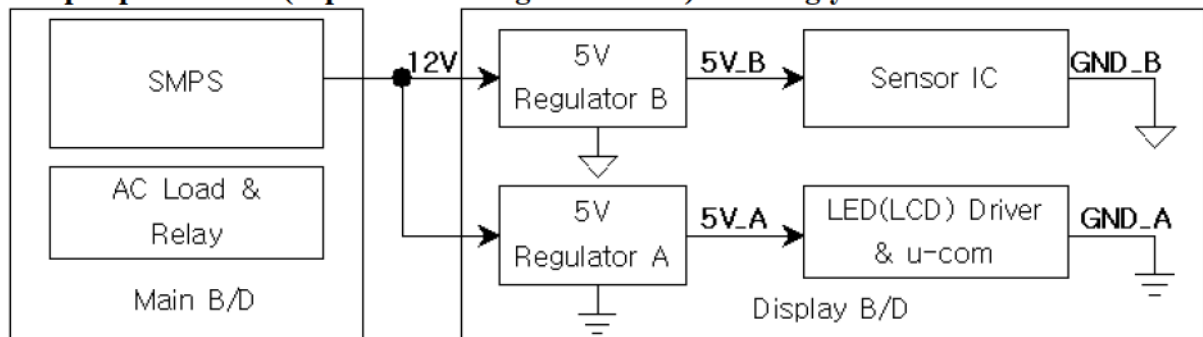 SMPS
AC Load &
Relay
Main B/D
12V
5V
Regulator B
5V_B
Sensor IC
GND_B
5V
Regulator A
5V_A
LED(LCD) Driver
& u-com
GND_A
Display B/D